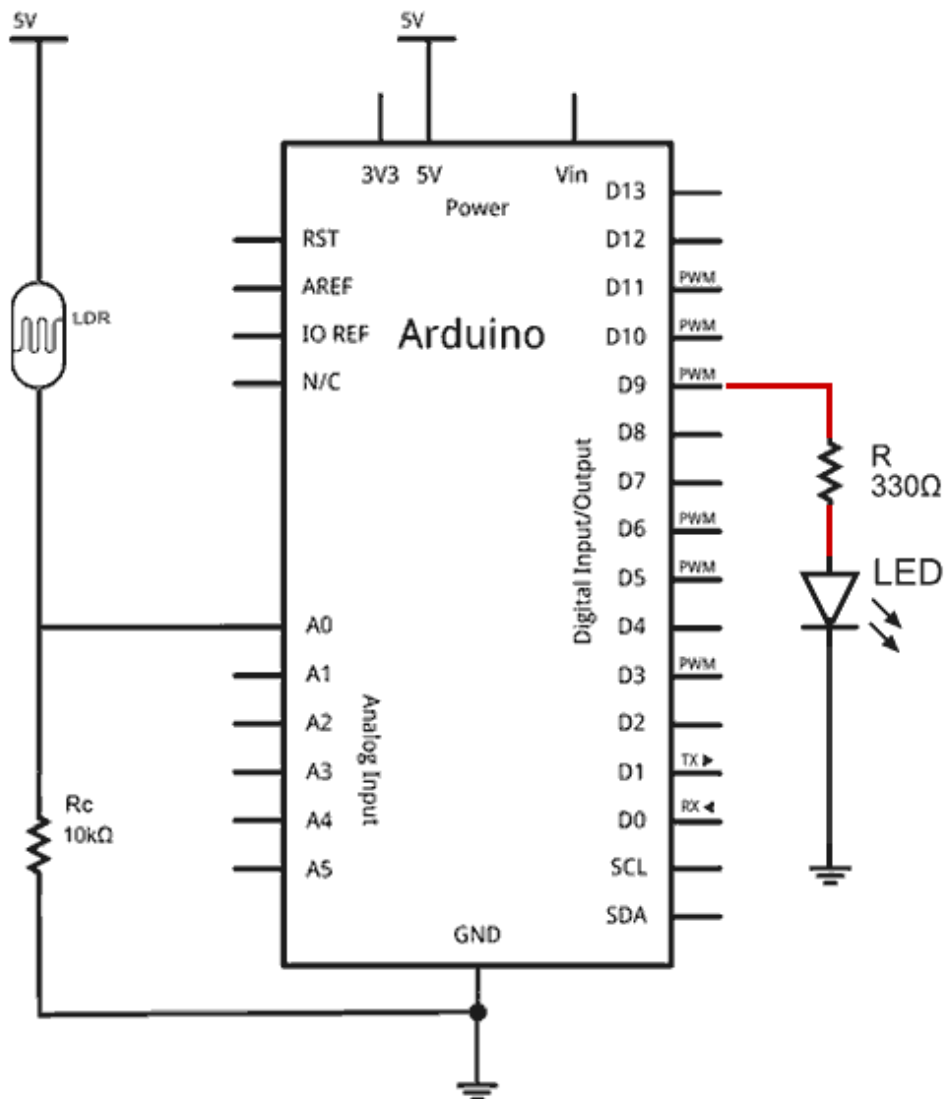 5V
5V
3V3 5V Vin
Power
D13
RST
D12
AREF
D11 PWM
LDR
IO REF
Arduino
D10 PWM
N/C
D9 PWM
D8
R
330Ω
D7
Digital Input/Output
D6 PWM
D5 PWM
LED
A0
D4
A1
D3 PWM
A2
D2
Analog Input
A3
D1 TX ▶
Rc
10kΩ
A4
D0 RX ◀
A5
SCL
SDA
GND